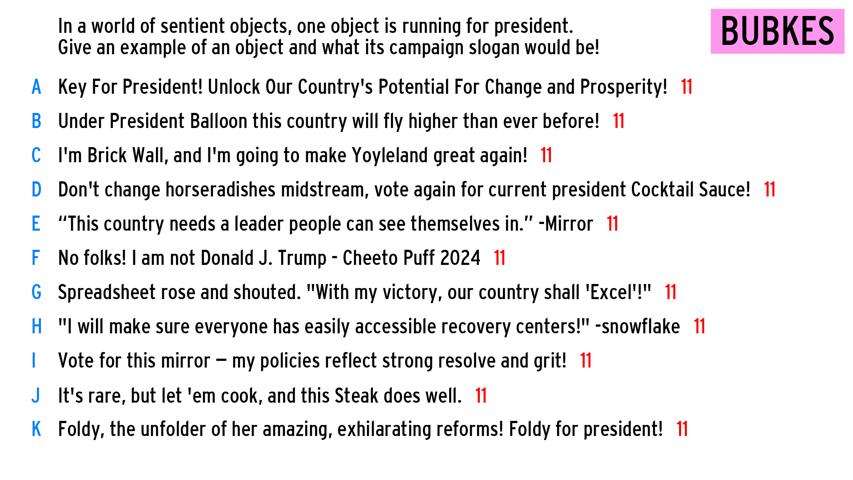 In a world of sentient objects, one object is running for president.
Give an example of an object and what its campaign slogan would be!
BUBKES
A Key For President! Unlock Our Country's Potential For Change and Prosperity! 11
B Under President Balloon this country will fly higher than ever before! 11
C I'm Brick Wall, and I'm going to make Yoyleland great again! 11
D Don't change horseradishes midstream, vote again for current president Cocktail Sauce! 11
E “This country needs a leader people can see themselves in.” -Mirror 11
F No folks! I am not Donald J. Trump - Cheeto Puff 2024 11
G Spreadsheet rose and shouted. "With my victory, our country shall 'Excel'!" 11
H "I will make sure everyone has easily accessible recovery centers!" -snowflake 11
I Vote for this mirror – my policies reflect strong resolve and grit! 11
J It's rare, but let 'em cook, and this Steak does well. 11
K Foldy, the unfolder of her amazing, exhilarating reforms! Foldy for president! 11